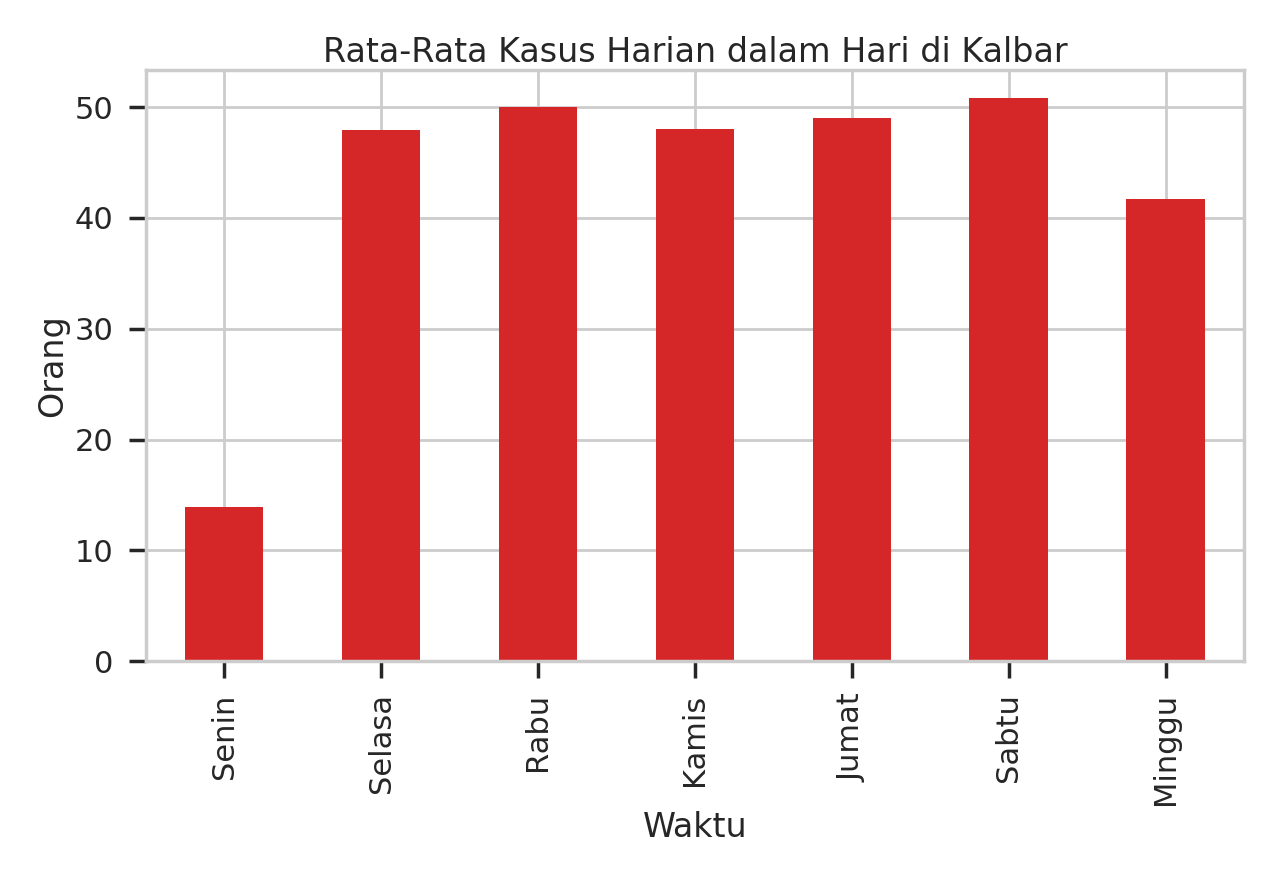 Rata-Rata Kasus Harian dalam Hari di Kalbar
Orang
50
40
30
20
10
0
Senin
Selasa
Rabu
Kamis
Jumat
Sabtu
Minggu
Waktu